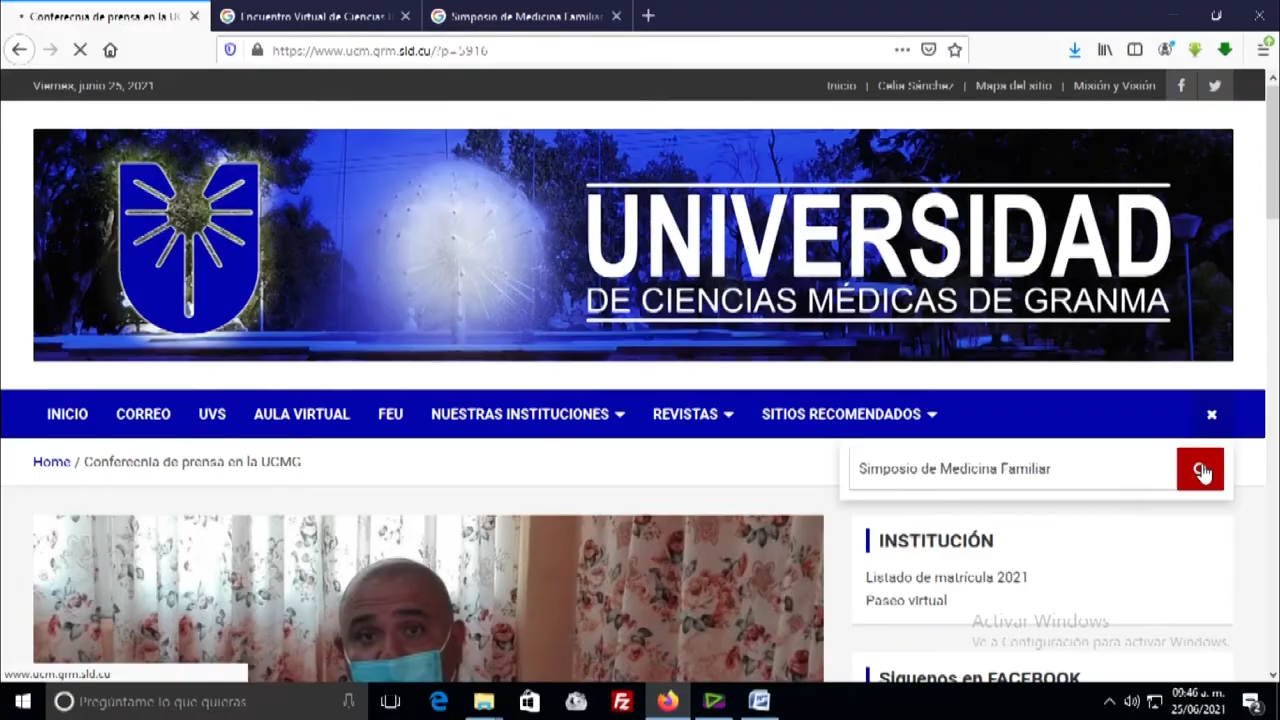 Conferecnia de prensa en la UC
Encuentro Virtual de Ciencias
Simposio de Medicina Familiar
https://www.ucm.grm.sld.cu/?p=5916
Viernes, junio 25, 2021
Inicio | Celia Sánchez | Mapa del sitio | Misión y Visión
UNIVERSIDAD
DE CIENCIAS MÉDICAS DE GRANMA
INICIO CORREO UVS AULA VIRTUAL FEU NUESTRAS INSTITUCIONES REVISTAS SITIOS RECOMENDADOS
Home / Conferecnia de prensa en la UCMG
Simposio de Medicina Familiar
INSTITUCIÓN
Listado de matrícula 2021
Paseo virtual
Activar Windows
Ve a Configuración para activar Windows.
Síguenos en FACEBOOK
www.ucm.grm.sld.cu
Pregúntame lo que quieras
09:46 a. m.
25/06/2021
2